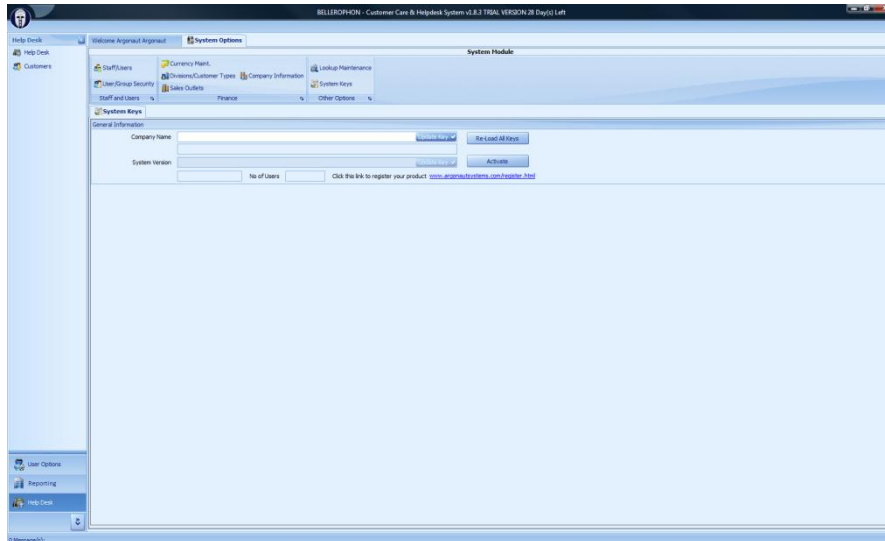 BELLEROPHON - Customer Care & Helpdesk System v1.8.3 TRIAL VERSION 28 Day(s) Left
Help Desk
Help Desk
Customers
Welcome Argonaut Argonaut
System Options
System Module
Staff/Users
User/Group Security
Staff and Users
Currency Maint.
Divisions/Customer Types
Company Information
Sales Outlets
Finance
Lookup Maintenance
System Keys
Other Options
System Keys
General Information
Company Name
Update Key
Re-Load All Keys
System Version
Update Key
Activate
No of Users
Click this link to register your product www.argonautsystems.com/register.html
User Options
Reporting
Help Desk
0 Message(s):